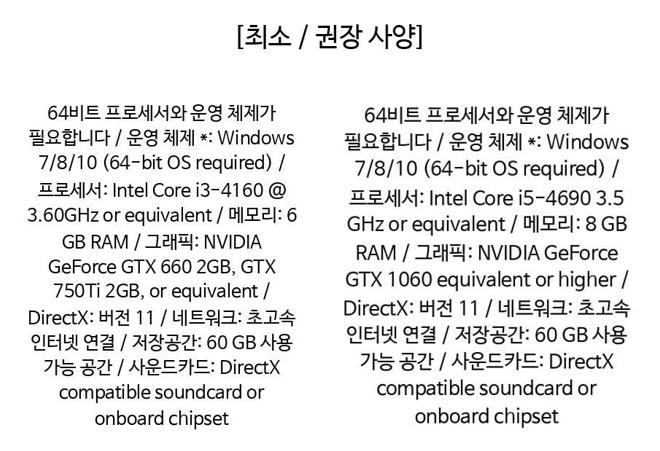 [최소 / 권장 사양]
64비트 프로세서와 운영 체제가
필요합니다 / 운영 체제 *: Windows
7/8/10 (64-bit OS required) /
프로세서: Intel Core i3-4160 @
3.60GHz or equivalent / 메모리: 6
GB RAM / 그래픽: NVIDIA
GeForce GTX 660 2GB, GTX
750Ti 2GB, or equivalent /
DirectX: 버전 11 / 네트워크: 초고속
인터넷 연결 / 저장공간: 60 GB 사용
가능 공간 / 사운드카드: DirectX
compatible soundcard or
onboard chipset
64비트 프로세서와 운영 체제가
필요합니다 / 운영 체제 *: Windows
7/8/10 (64-bit OS required) /
프로세서: Intel Core i5-4690 3.5
GHz or equivalent / 메모리: 8 GB
RAM / 그래픽: NVIDIA GeForce
GTX 1060 equivalent or higher /
DirectX: 버전 11 / 네트워크: 초고속
인터넷 연결 / 저장공간: 60 GB 사용
가능 공간 / 사운드카드: DirectX
compatible soundcard or
onboard chipset